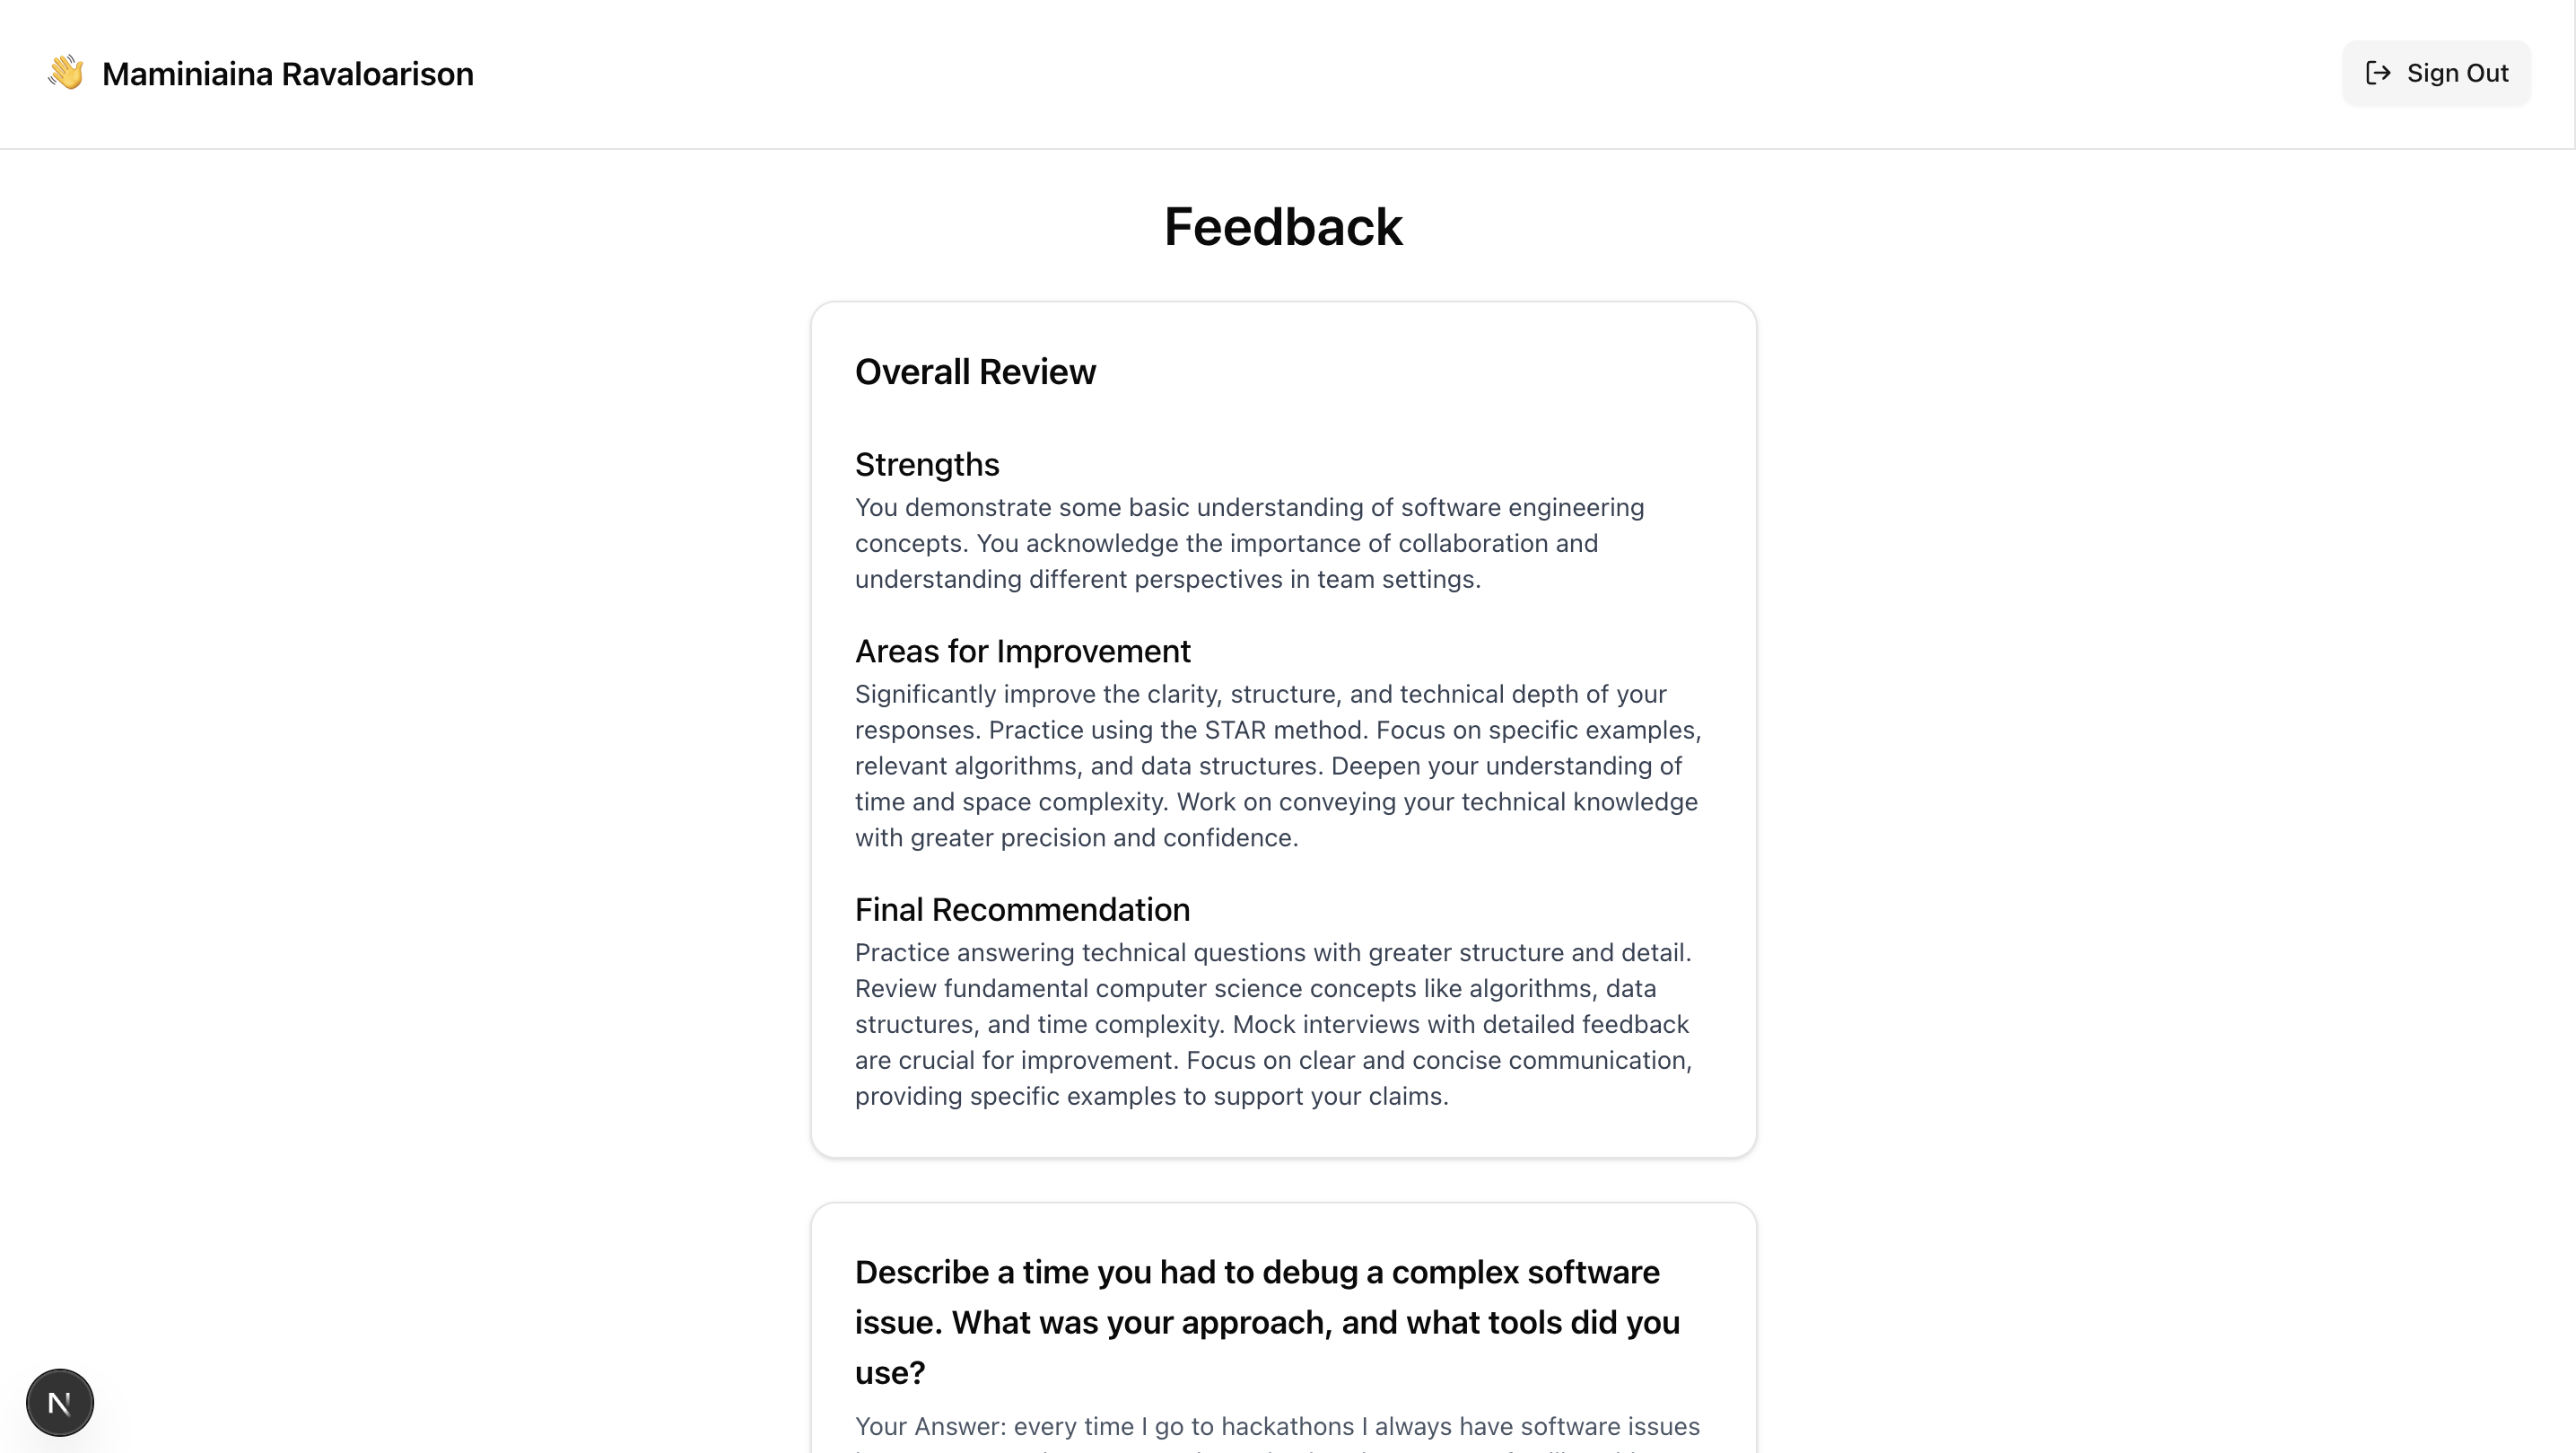 👋 Maminiaina Ravaloarison
Sign Out
Feedback
Overall Review
Strengths
You demonstrate some basic understanding of software engineering
concepts. You acknowledge the importance of collaboration and
understanding different perspectives in team settings.
Areas for Improvement
Significantly improve the clarity, structure, and technical depth of your
responses. Practice using the STAR method. Focus on specific examples,
relevant algorithms, and data structures. Deepen your understanding of
time and space complexity. Work on conveying your technical knowledge
with greater precision and confidence.
Final Recommendation
Practice answering technical questions with greater structure and detail.
Review fundamental computer science concepts like algorithms, data
structures, and time complexity. Mock interviews with detailed feedback
are crucial for improvement. Focus on clear and concise communication,
providing specific examples to support your claims.
Describe a time you had to debug a complex software
issue. What was your approach, and what tools did you
use?
Your Answer: every time I go to hackathons I always have software issues
N